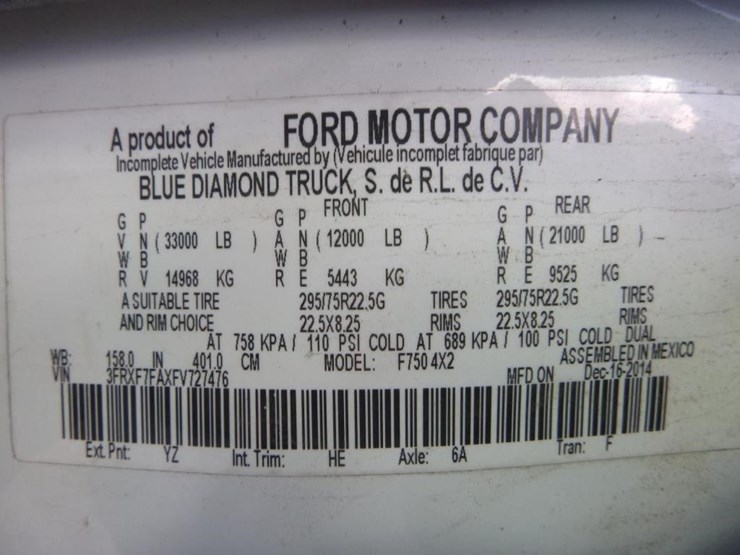 A product of FORD MOTOR COMPANY
Incomplete Vehicle Manufactured by (Vehicule incomplet fabrique par)
BLUE DIAMOND TRUCK, S. de R.L. de C.V.
FRONT REAR
G P G P G P
V N ( 33000 LB ) A N ( 12000 LB ) A N ( 21000 LB )
W B W B W B
R V 14968 KG R E 5443 KG R E 9525 KG
A SUITABLE TIRE 295/75R22.5G TIRES 295/75R22.5G TIRES
AND RIM CHOICE 22.5X8.25 RIMS 22.5X8.25 RIMS
AT 758 KPA / 110 PSI COLD AT 689 KPA / 100 PSI COLD DUAL
WB: 158.0 IN 401.0 CM MODEL: F750 4X2 ASSEMBLED IN MEXICO
VIN 3FRXF7FAXFV727476 MFD ON Dec-16-2014
Ext. Pnt: YZ Int. Trim: HE Axle: 6A Tran: F